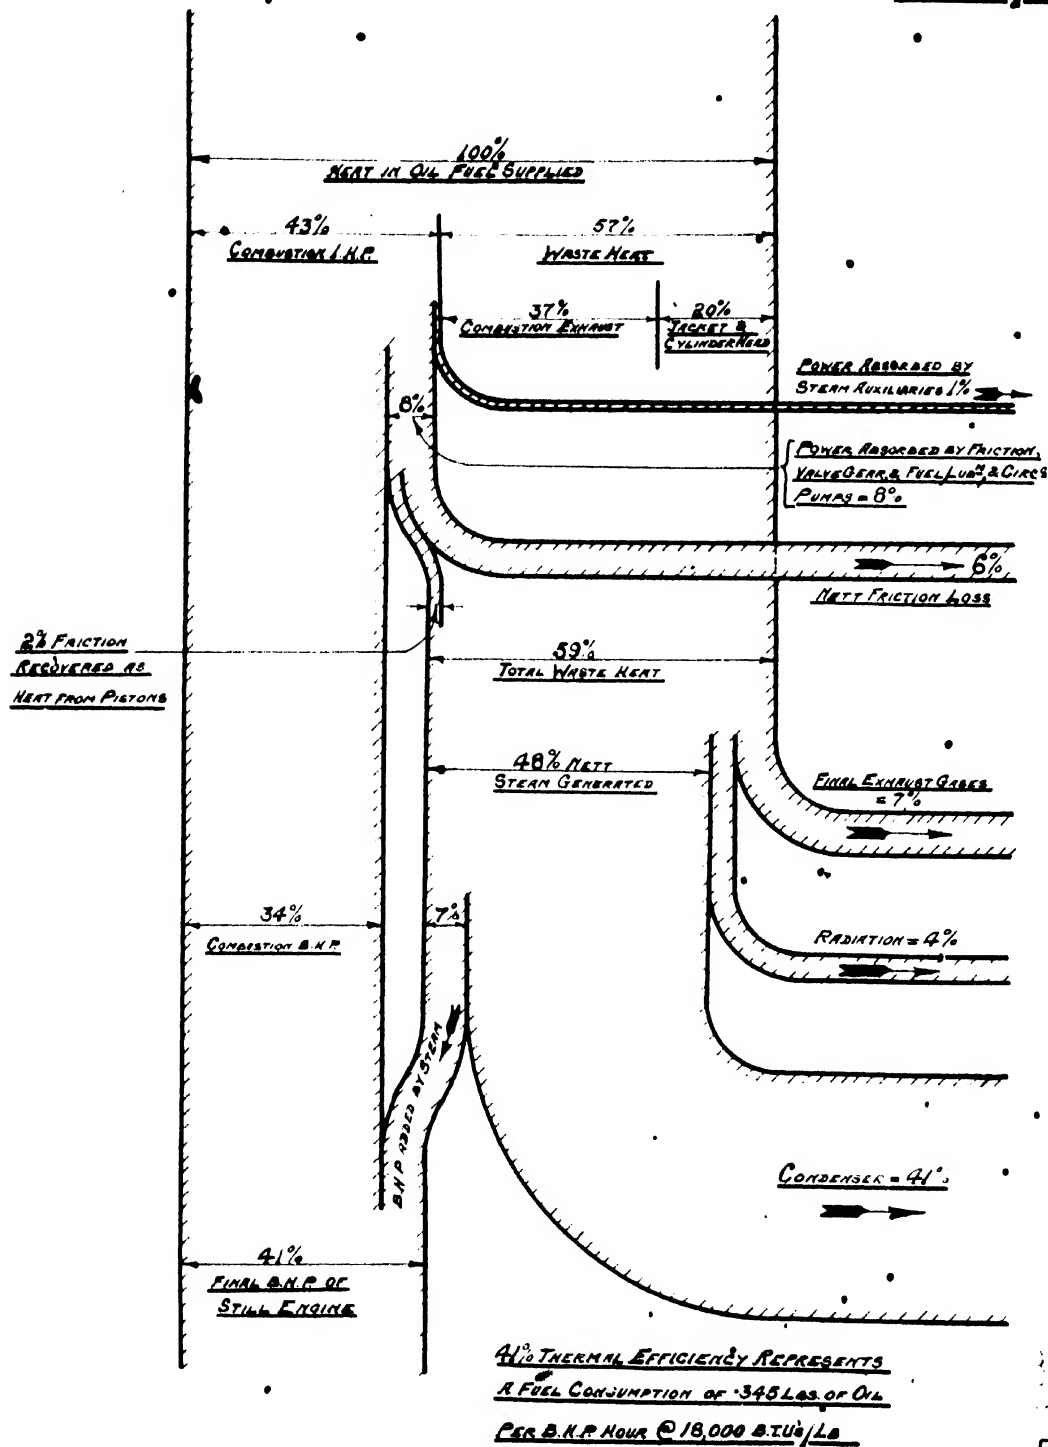 100%
HEAT IN OIL FUEL SUPPLIED
43%
57%
COMBUSTION I.H.P.
WASTE HEAT
37%
20%
COMBUSTION EXHAUST
JACKET &
CYLINDER HEAD
POWER ABSORBED BY
STEAM AUXILIARIES 1%
8%
POWER ABSORBED BY FRICTION,
VALVE GEAR, & FUEL, LUBN, & CIRCG
PUMPS = 8%
6%
NETT FRICTION LOSS
2% FRICTION
RECOVERED AS
HEAT FROM PISTONS
59%
TOTAL WASTE HEAT
48% NETT
STEAM GENERATED
FINAL EXHAUST GASES
= 7%
34%
7%
COMBUSTION B.H.P.
RADIATION = 4%
B.H.P. ADDED BY STEAM
CONDENSER = 41%
41%
FINAL B.H.P. OF
STILL ENGINE
41% THERMAL EFFICIENCY REPRESENTS
A FUEL CONSUMPTION OF .345 LBS. OF OIL
PER B.H.P. HOUR @ 18,000 B.T.U's/LB